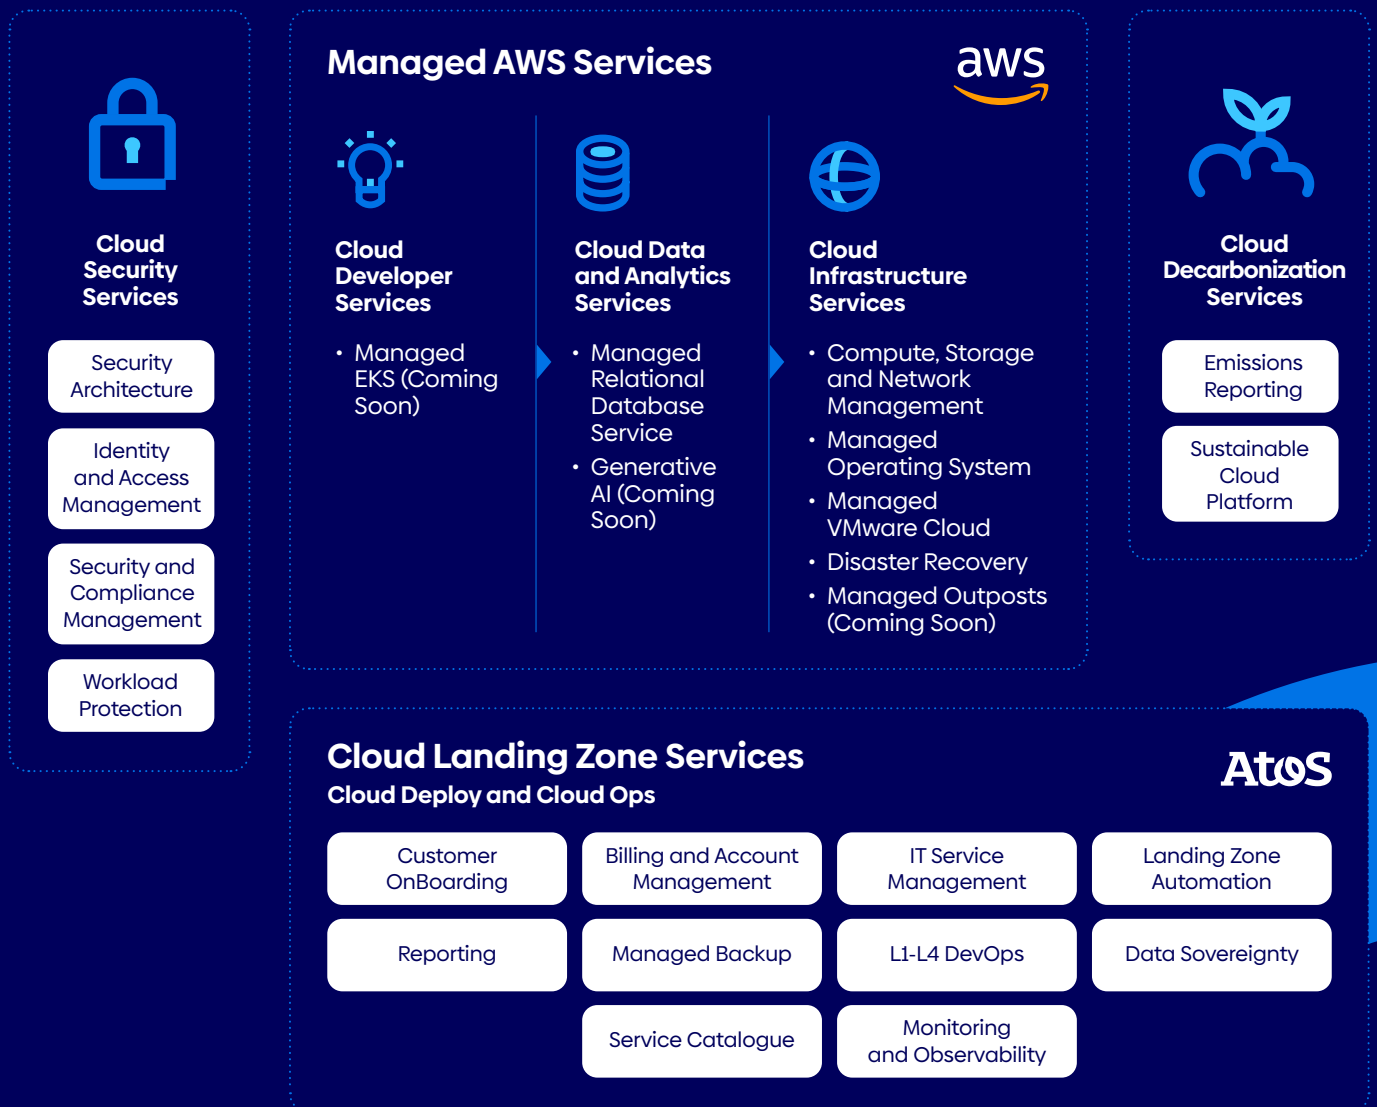 Cloud
Security
Services
Security
Architecture
Identity
and Access
Management
Security and
Compliance
Management
Workload
Protection
Managed AWS Services
aws
Cloud
Developer
Services
• Managed
EKS (Coming
Soon)
Cloud Data
and Analytics
Services
• Managed
Relational
Database
Service
• Generative
AI (Coming
Soon)
Cloud
Infrastructure
Services
• Compute, Storage
and Network
Management
• Managed
Operating System
• Managed
VMware Cloud
• Disaster Recovery
• Managed Outposts
(Coming Soon)
Cloud
Decarbonization
Services
Emissions
Reporting
Sustainable
Cloud
Platform
Cloud Landing Zone Services
Cloud Deploy and Cloud Ops
Atos
Customer
OnBoarding
Billing and Account
Management
IT Service
Management
Landing Zone
Automation
Reporting
Managed Backup
L1-L4 DevOps
Data Sovereignty
Service Catalogue
Monitoring
and Observability